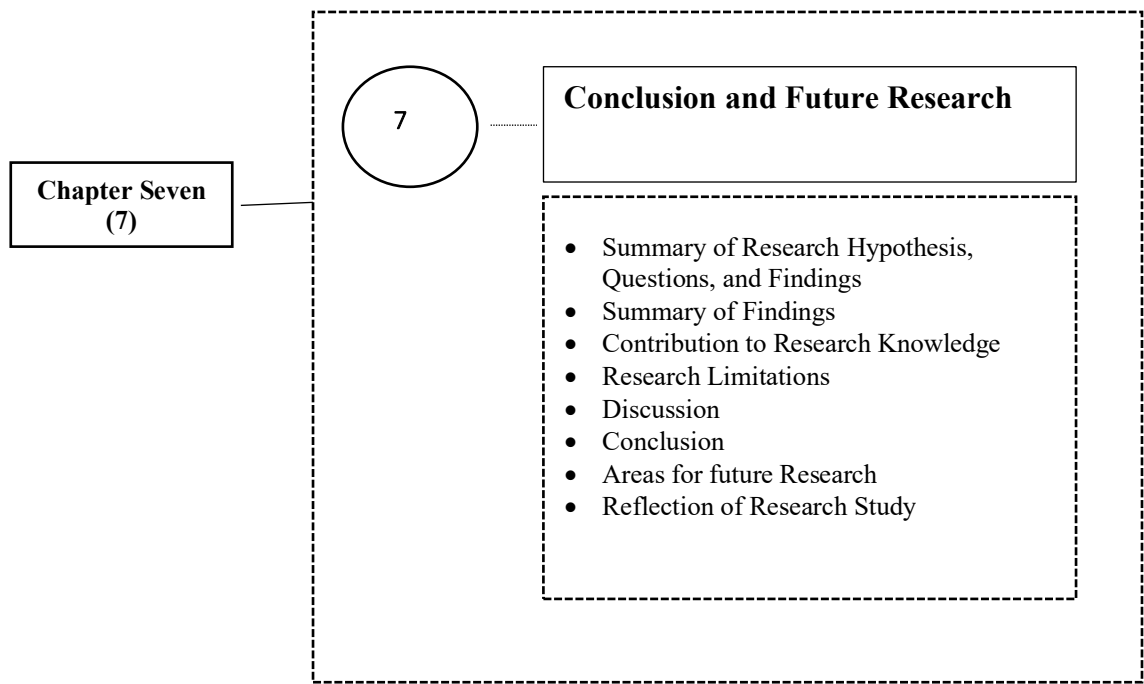 Chapter Seven
(7)
7
Conclusion and Future Research
• Summary of Research Hypothesis,
Questions, and Findings
• Summary of Findings
• Contribution to Research Knowledge
• Research Limitations
• Discussion
• Conclusion
• Areas for future Research
• Reflection of Research Study